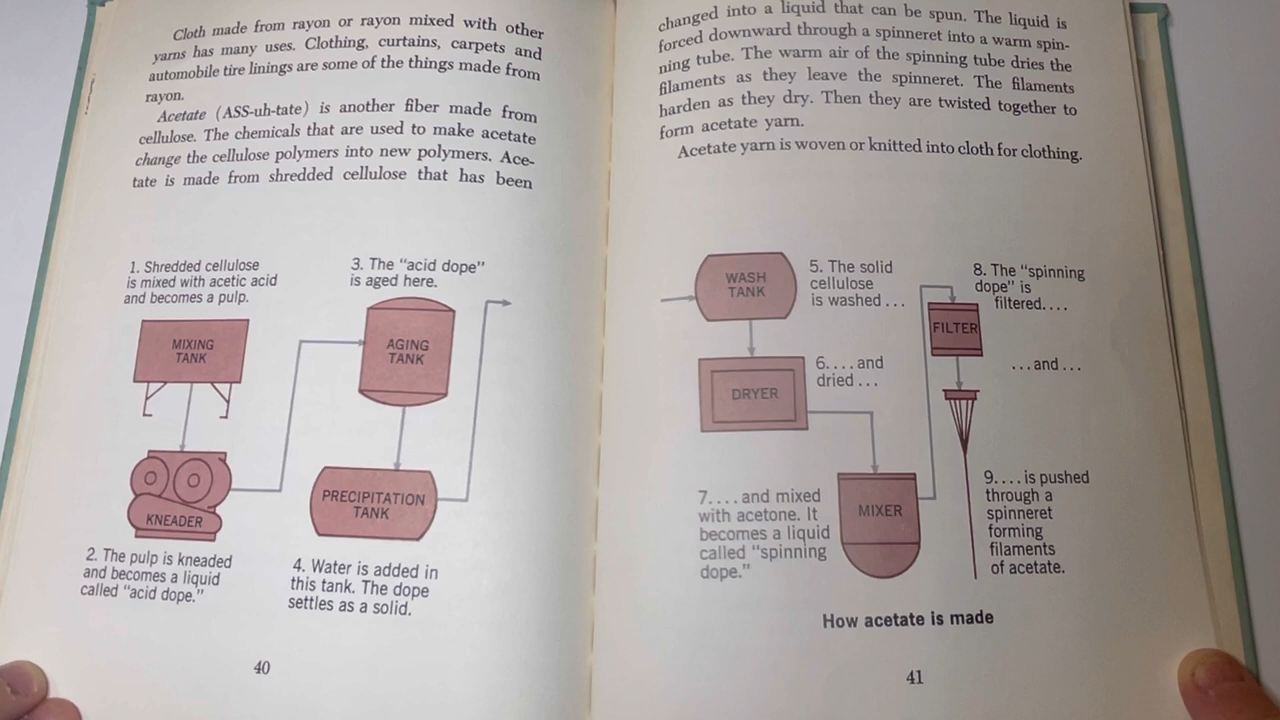 Cloth made from rayon or rayon mixed with other
yarns has many uses. Clothing, curtains, carpets and
automobile tire linings are some of the things made from
rayon.
Acetate (ASS-uh-tate) is another fiber made from
cellulose. The chemicals that are used to make acetate
change the cellulose polymers into new polymers. Ace-
tate is made from shredded cellulose that has been
1. Shredded cellulose
is mixed with acetic acid
and becomes a pulp.
MIXING
TANK
KNEADER
2. The pulp is kneaded
and becomes a liquid
called "acid dope."
3. The "acid dope"
is aged here.
AGING
TANK
PRECIPITATION
TANK
4. Water is added in
this tank. The dope
settles as a solid.
40
changed into a liquid that can be spun. The liquid is
forced downward through a spinneret into a warm spin-
ning tube. The warm air of the spinning tube dries the
filaments as they leave the spinneret. The filaments
harden as they dry. Then they are twisted together to
form acetate yarn.
Acetate yarn is woven or knitted into cloth for clothing.
WASH
TANK
5. The solid
cellulose
is washed . . .
DRYER
6. . . . and
dried . . .
7. . . . and mixed
with acetone. It
becomes a liquid
called "spinning
dope."
MIXER
8. The "spinning
dope" is
filtered. . . .
FILTER
. . . and . . .
9. . . . is pushed
through a
spinneret
forming
filaments
of acetate.
How acetate is made
41